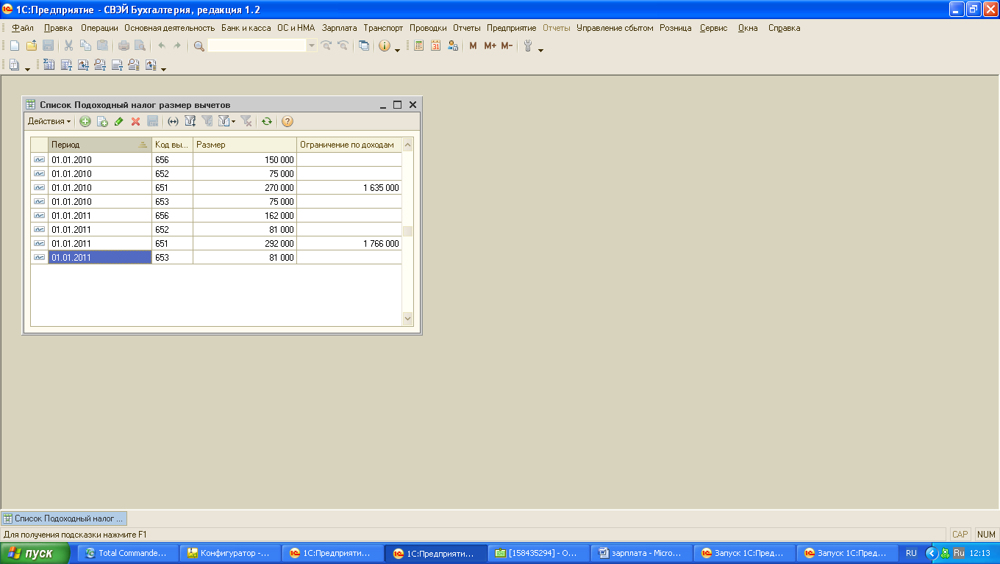 1С:Предприятие - СВЭЙ Бухгалтерия, редакция 1.2
Файл Правка Операции Основная деятельность Банк и касса ОС и НМА Зарплата Транспорт Проводки Отчеты Предприятие Отчеты Управление сбытом Розница Сервис Окна Справка
M M+ M-
Список Подоходный налог размер вычетов
Действия
Период Код вы... Размер Ограничение по доходам
01.01.2010 656 150 000
01.01.2010 652 75 000
01.01.2010 651 270 000 1 635 000
01.01.2010 653 75 000
01.01.2011 656 162 000
01.01.2011 652 81 000
01.01.2011 651 292 000 1 766 000
01.01.2011 653 81 000
Список Подоходный налог ...
Для получения подсказки нажмите F1 CAP NUM
пуск Total Commande... Конфигуратор -... 1С:Предприяти... 1С:Предприяти... [158435294] - О... зарплата - Micro... Запуск 1С:Пред... Запуск 1С:Пред... RU Ru 12:13